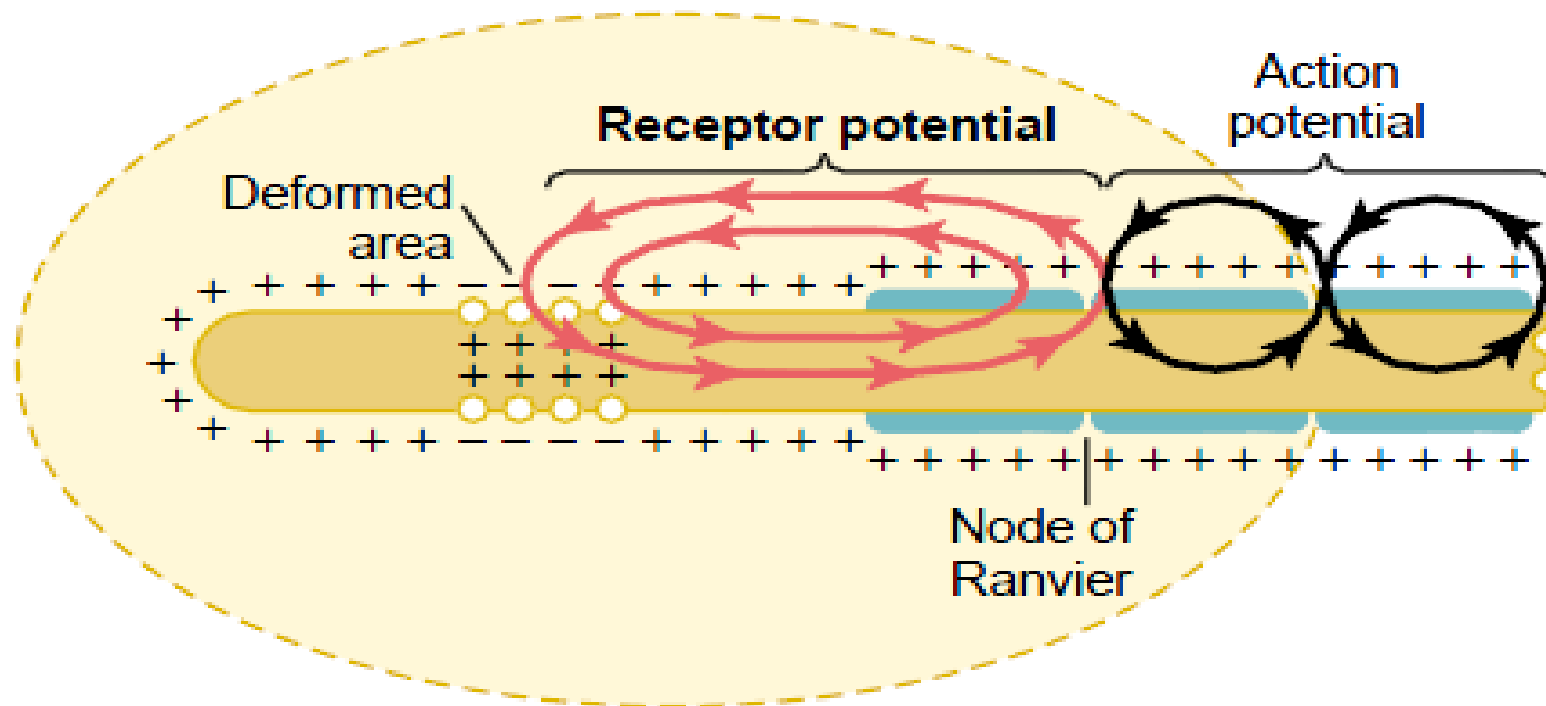 Action
potential
Receptor potential
Deformed
area
+ + + + + – – – – + + + + + + + + + + + + + + + + + + + +
+ + + + +
+ + + +
+ + + +
+ + + + + – – – – + + + + + + + + + + + + + + + + + + + +
Node of
Ranvier